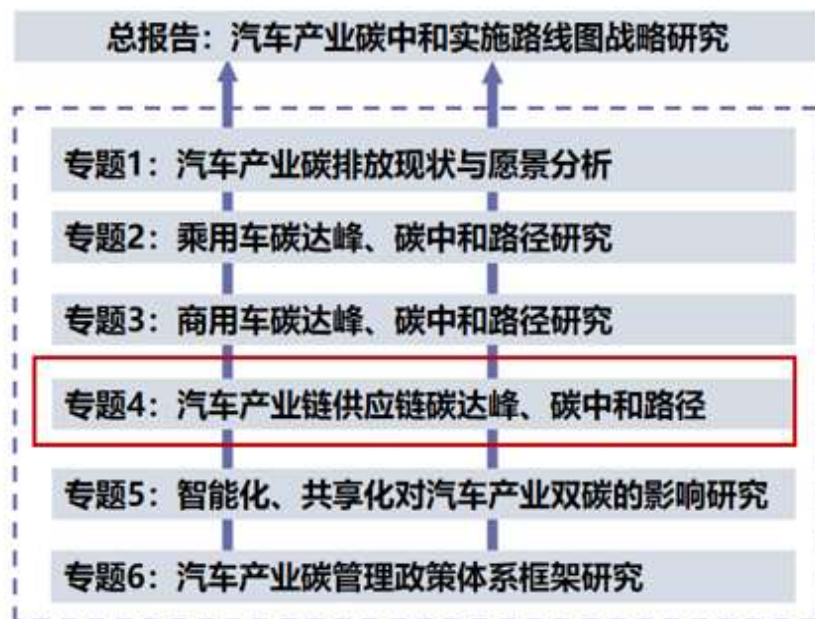 总报告：汽车产业碳中和实施路线图战略研究
专题1：汽车产业碳排放现状与愿景分析
专题2：乘用车碳达峰、碳中和路径研究
专题3：商用车碳达峰、碳中和路径研究
专题4：汽车产业链供应链碳达峰、碳中和路径
专题5：智能化、共享化对汽车产业双碳的影响研究
专题6：汽车产业碳管理政策体系框架研究